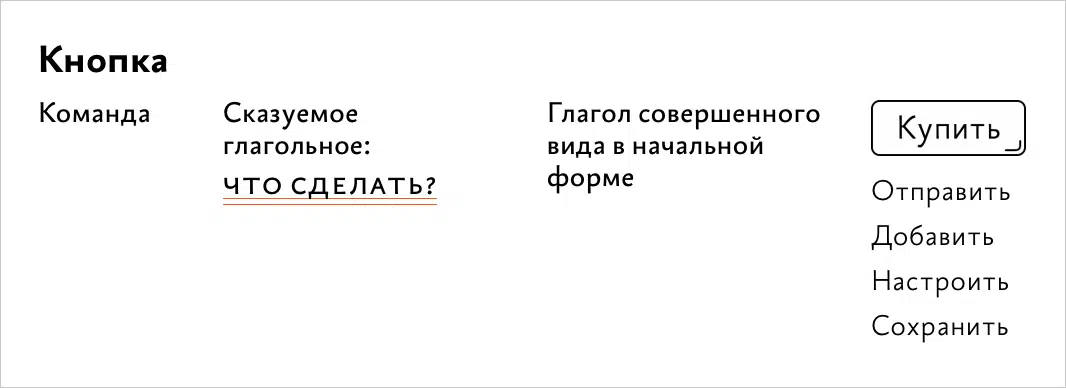 Кнопка
Команда
Сказуемое
глагольное:
ЧТО СДЕЛАТЬ?
Глагол совершенного
вида в начальной
форме
Купить
Отправить
Добавить
Настроить
Сохранить